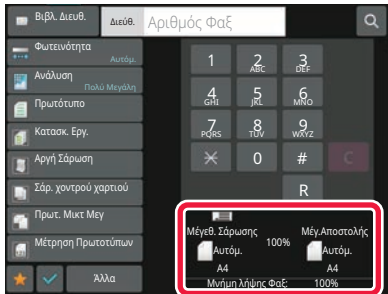 Βιβλ. Διευθ.
Διεύθ.
Αριθμός Φαξ
Φωτεινότητα
Αυτόμ.
Ανάλυση
Πολύ Μεγάλη
Πρωτότυπο
Κατασκ. Εργ.
Αργή Σάρωση
Σάρ. χοντρού χαρτιού
Πρωτ. Μικτ Μεγ
Μέτρηση Πρωτοτύπων
Άλλα
1
2 ABC
3 DEF
4 GHI
5 JKL
6 MNO
7 PQRS
8 TUV
9 WXYZ
0
#
C
R
Μέγεθ. Σάρωσης
Μέγ.Αποστολής
Αυτόμ.
100%
Αυτόμ.
A4
A4
Μνήμη λήψης Φαξ: 100%